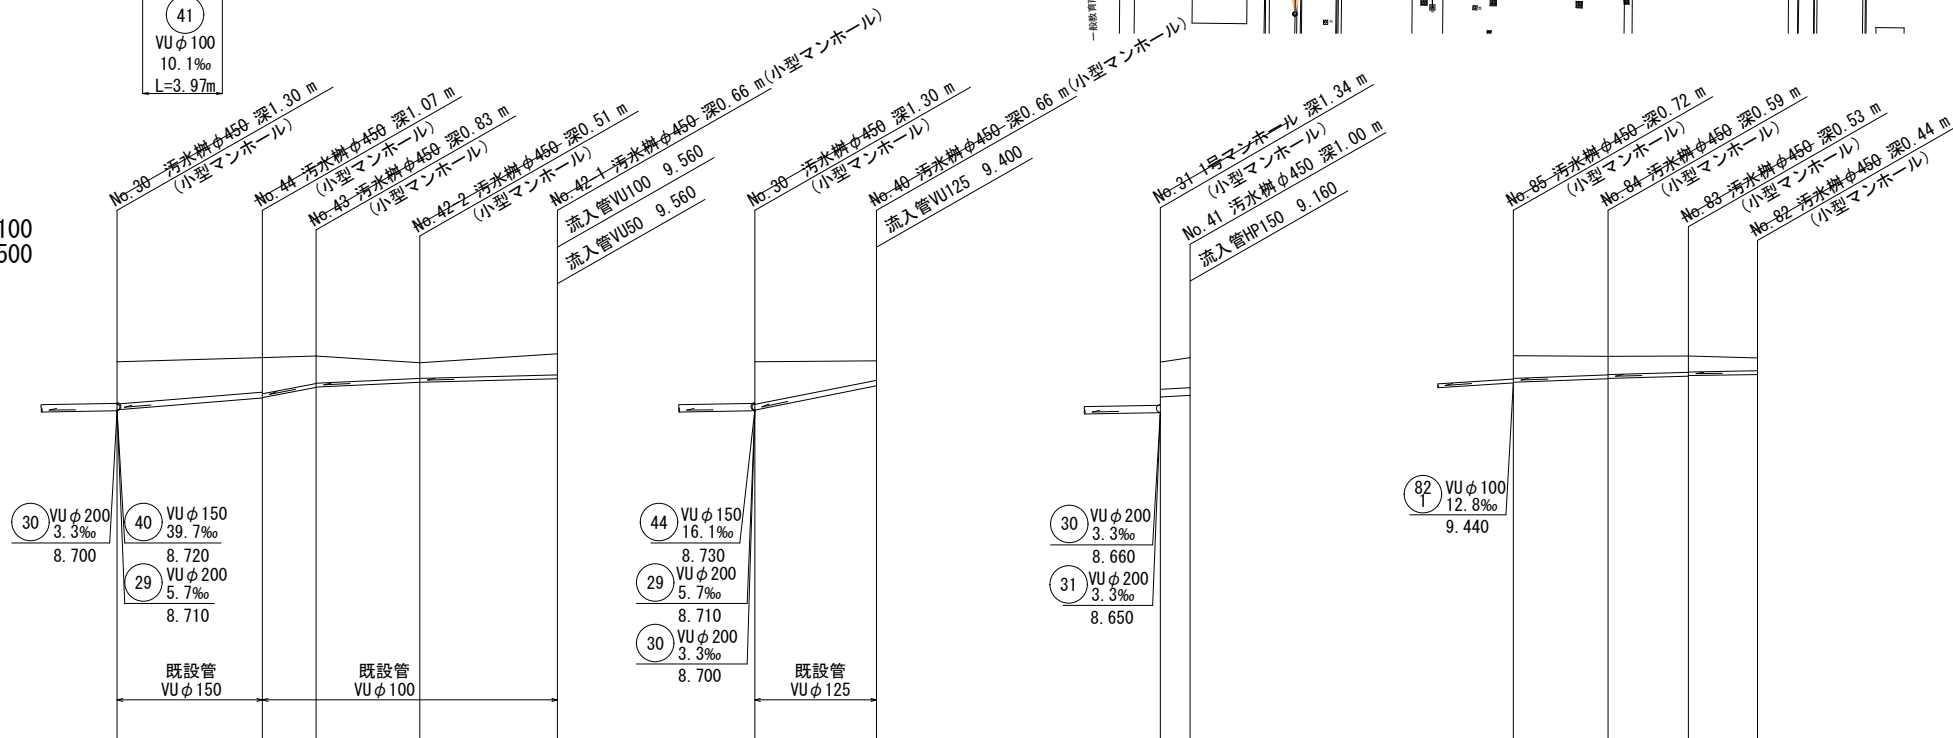 41
VUφ100
10.1‰
L=3.97m
一般教育
100
500
No.30 汚水桝φ450 深1.30 m
(小型マンホール)
No.44 汚水桝φ450 深1.07 m
(小型マンホール)
No.43 汚水桝φ450 深0.83 m
(小型マンホール)
No.42-2 汚水桝φ450 深0.51 m
(小型マンホール)
No.42-1 汚水桝φ450 深0.66 m(小型マンホール)
流入管VU100 9.560
流入管VU50 9.560
No.30 汚水桝φ450 深1.30 m
(小型マンホール)
No.40 汚水桝φ450 深0.66 m(小型マンホール)
流入管VU125 9.400
No.31 1号マンホール 深1.34 m
(小型マンホール)
No.41 汚水桝φ450 深1.00 m
流入管HP150 9.160
No.85 汚水桝φ450 深0.72 m
(小型マンホール)
No.84 汚水桝φ450 深0.59 m
(小型マンホール)
No.83 汚水桝φ450 深0.53 m
(小型マンホール)
No.82 汚水桝φ450 深0.44 m
(小型マンホール)
30 VUφ200
3.3‰
8.700
40 VUφ150
39.7‰
8.720
29 VUφ200
5.7‰
8.710
既設管
VUφ150
既設管
VUφ100
44 VUφ150
16.1‰
8.730
29 VUφ200
5.7‰
8.710
30 VUφ200
3.3‰
8.700
既設管
VUφ125
30 VUφ200
3.3‰
8.660
31 VUφ200
3.3‰
8.650
82
1
VUφ100
12.8‰
9.440